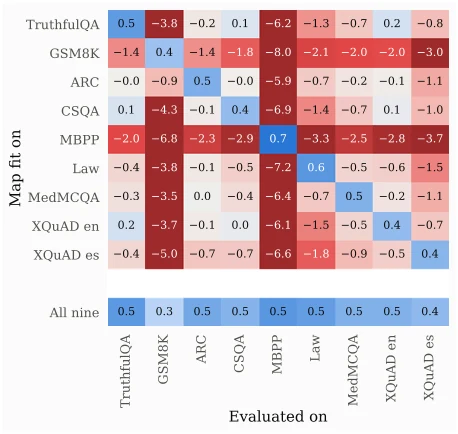 Map fit on
TruthfulQA 0.5 −3.8 −0.2 0.1 −6.2 −1.3 −0.7 0.2 −0.8
GSM8K −1.4 0.4 −1.4 −1.8 −8.0 −2.1 −2.0 −2.0 −3.0
ARC −0.0 −0.9 0.5 −0.0 −5.9 −0.7 −0.2 −0.1 −1.1
CSQA 0.1 −4.3 −0.1 0.4 −6.9 −1.4 −0.7 0.1 −1.0
MBPP −2.0 −6.8 −2.3 −2.9 0.7 −3.3 −2.5 −2.8 −3.7
Law −0.4 −3.8 −0.1 −0.5 −7.2 0.6 −0.5 −0.6 −1.5
MedMCQA −0.3 −3.5 0.0 −0.4 −6.4 −0.7 0.5 −0.2 −1.1
XQuAD en 0.2 −3.7 −0.1 0.0 −6.6 −1.5 −0.5 0.4 −0.7
XQuAD es −0.4 −5.0 −0.7 −0.7 −6.6 −1.8 −0.9 −0.5 0.4
All nine 0.5 0.3 0.5 0.5 0.5 0.5 0.5 0.5 0.4
TruthfulQA GSM8K ARC CSQA MBPP Law MedMCQA XQuAD en XQuAD es
Evaluated on